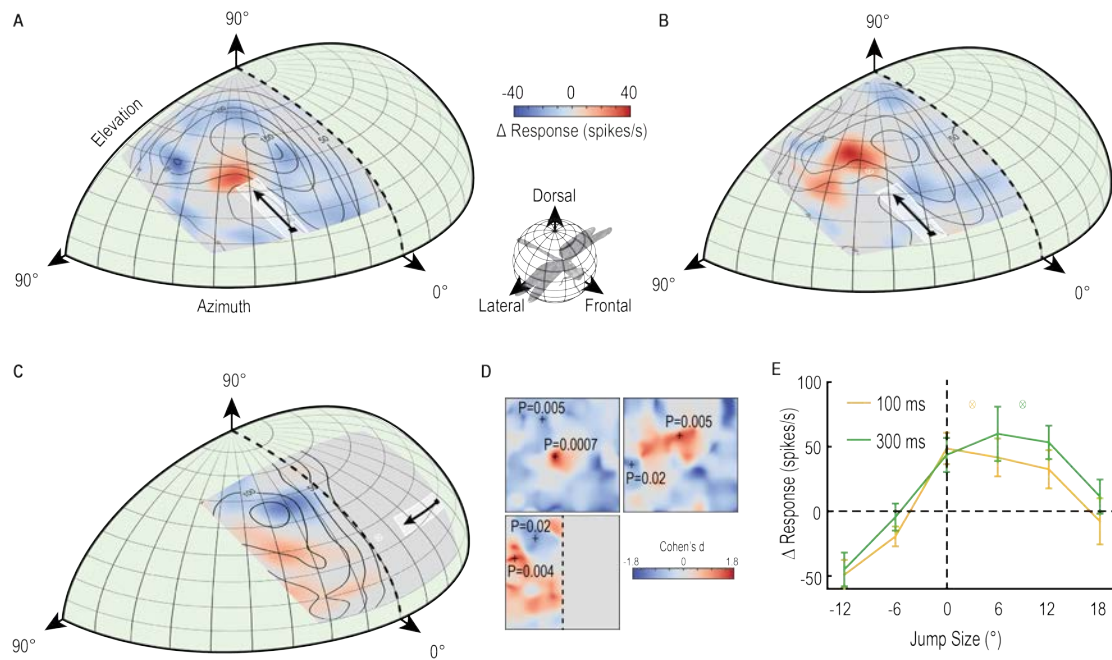 A
90°
Elevation
90°
Azimuth
0°
-40 0 40
Δ Response (spikes/s)
Dorsal
Lateral
Frontal
B
90°
90°
0°
C
90°
90°
0°
D
P=0.005
P=0.0007
P=0.005
P=0.02
P=0.02
P=0.004
Cohen's d
-1.8 0 1.8
E
100
50
0
-50
Δ Response (spikes/s)
100 ms
300 ms
-12 -6 0 6 12 18
Jump Size (°)